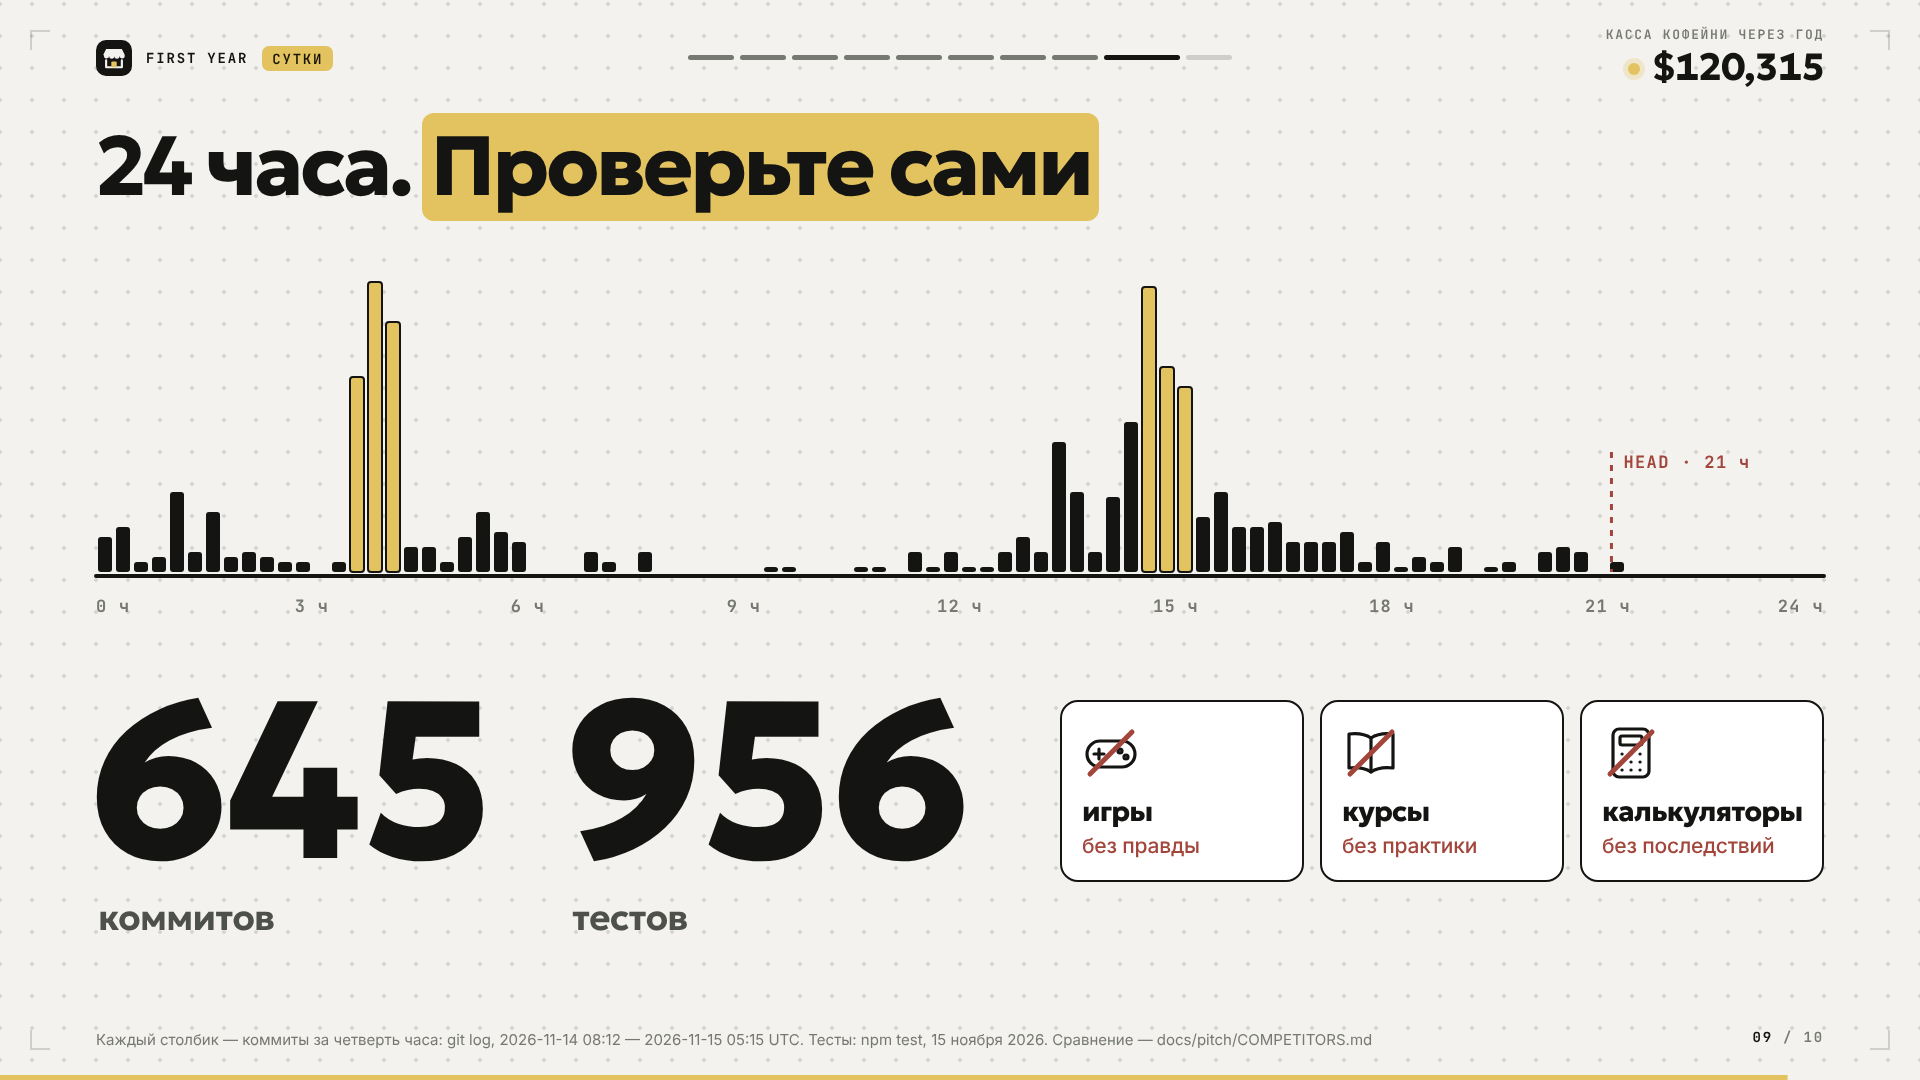 FIRST YEAR СУТКИ
КАССА КОФЕЙНИ ЧЕРЕЗ ГОД
$120,315
24 часа. Проверьте сами
HEAD · 21 ч
0 ч 3 ч 6 ч 9 ч 12 ч 15 ч 18 ч 21 ч 24 ч
645 956
коммитов тестов
игры
без правды
курсы
без практики
калькуляторы
без последствий
Каждый столбик — коммиты за четверть часа: git log, 2026-11-14 08:12 — 2026-11-15 05:15 UTC. Тесты: npm test, 15 ноября 2026. Сравнение — docs/pitch/COMPETITORS.md
09 / 10